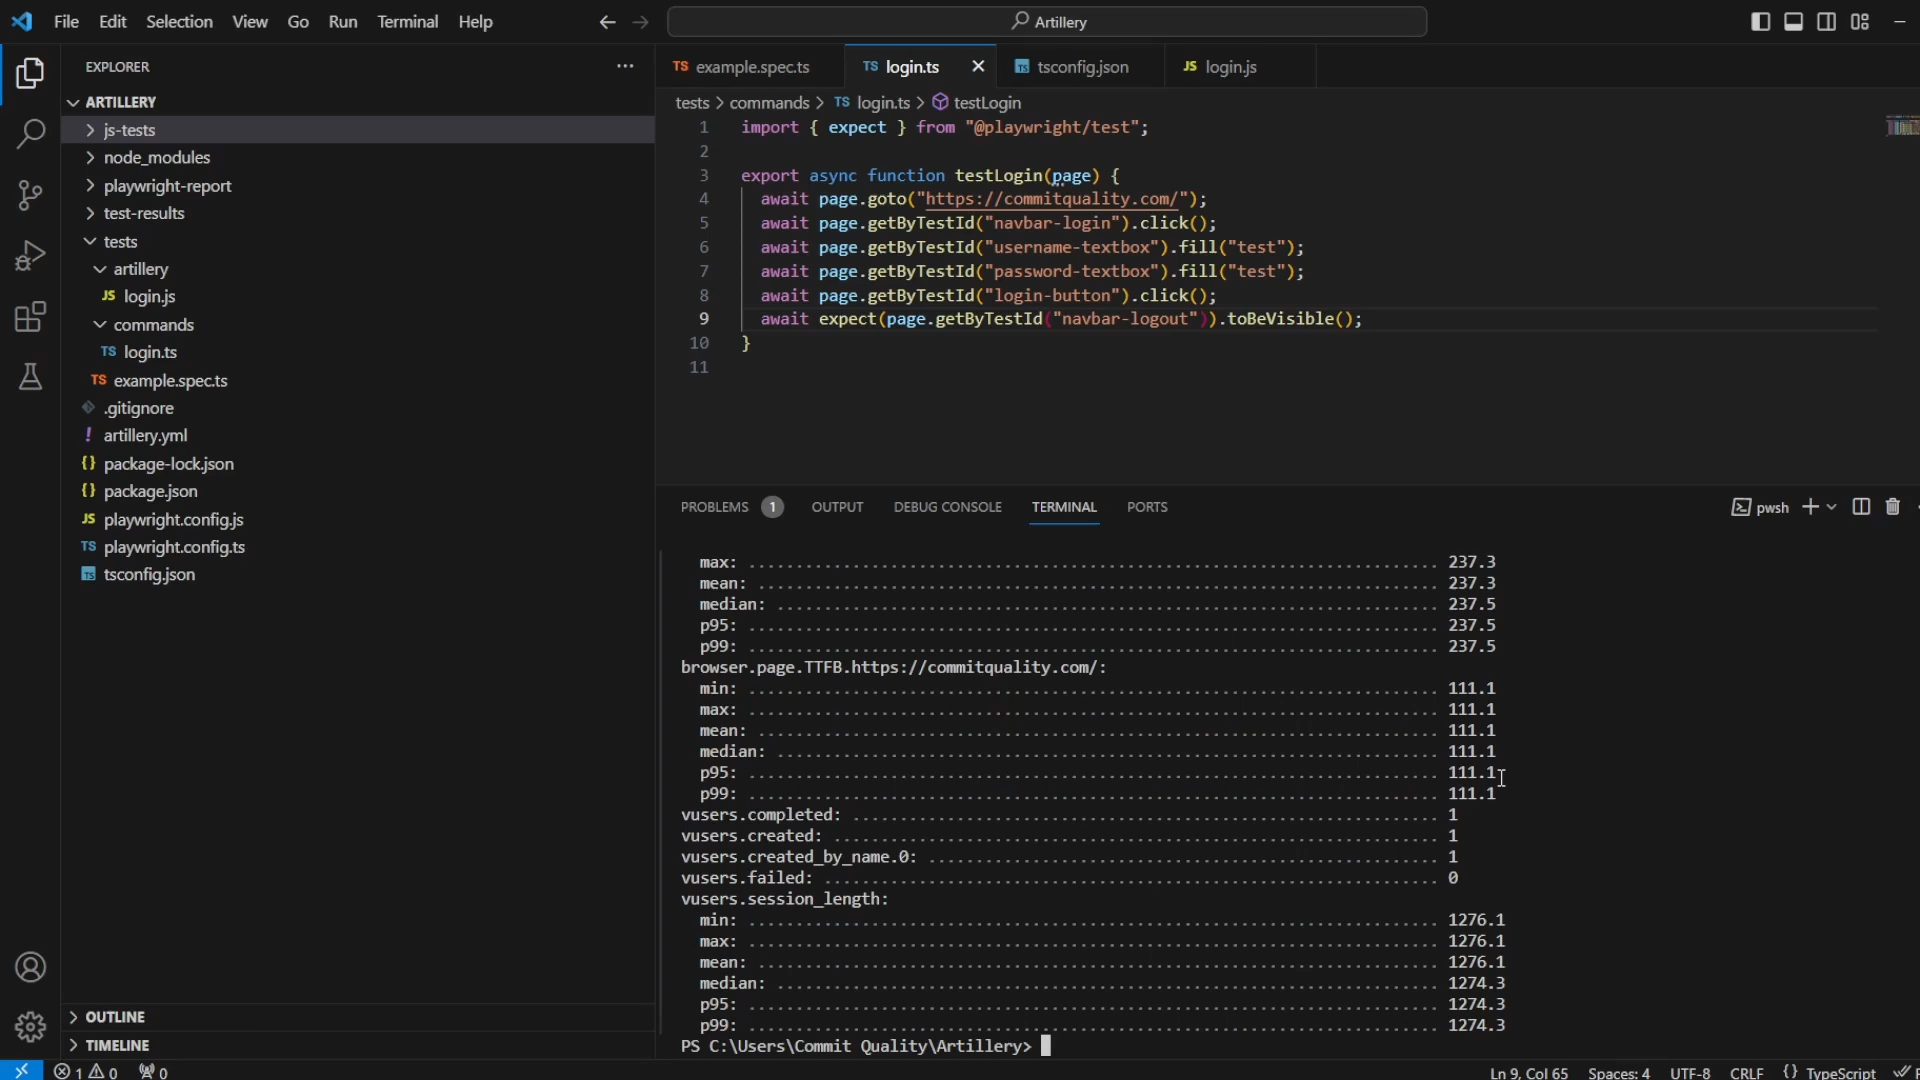 File Edit Selection View Go Run Terminal Help
Artillery
EXPLORER
ARTILLERY
js-tests
node_modules
playwright-report
test-results
tests
artillery
JS login.js
commands
TS login.ts
TS example.spec.ts
.gitignore
! artillery.yml
{} package-lock.json
{} package.json
JS playwright.config.js
TS playwright.config.ts
TS tsconfig.json
OUTLINE
TIMELINE
TS example.spec.ts TS login.ts TS tsconfig.json JS login.js
tests > commands > TS login.ts > testLogin
1 import { expect } from "@playwright/test";
2
3 export async function testLogin(page) {
4 await page.goto("https://commitquality.com/");
5 await page.getByTestId("navbar-login").click();
6 await page.getByTestId("username-textbox").fill("test");
7 await page.getByTestId("password-textbox").fill("test");
8 await page.getByTestId("login-button").click();
9 await expect(page.getByTestId("navbar-logout")).toBeVisible();
10 }
11
PROBLEMS 1 OUTPUT DEBUG CONSOLE TERMINAL PORTS
pwsh
max: ......................................................................... 237.3
mean: ........................................................................ 237.3
median: ...................................................................... 237.5
p95: ......................................................................... 237.5
p99: ......................................................................... 237.5
browser.page.TTFB.https://commitquality.com/:
min: ......................................................................... 111.1
max: ......................................................................... 111.1
mean: ........................................................................ 111.1
median: ...................................................................... 111.1
p95: ......................................................................... 111.1
p99: ......................................................................... 111.1
vusers.completed: .............................................................. 1
vusers.created: ................................................................ 1
vusers.created_by_name.0: ...................................................... 1
vusers.failed: ................................................................. 0
vusers.session_length:
min: ......................................................................... 1276.1
max: ......................................................................... 1276.1
mean: ........................................................................ 1276.1
median: ...................................................................... 1274.3
p95: ......................................................................... 1274.3
p99: ......................................................................... 1274.3
PS C:\Users\Commit Quality\Artillery>
1 0 0
Ln 9, Col 65 Spaces: 4 UTF-8 CRLF {} TypeScript